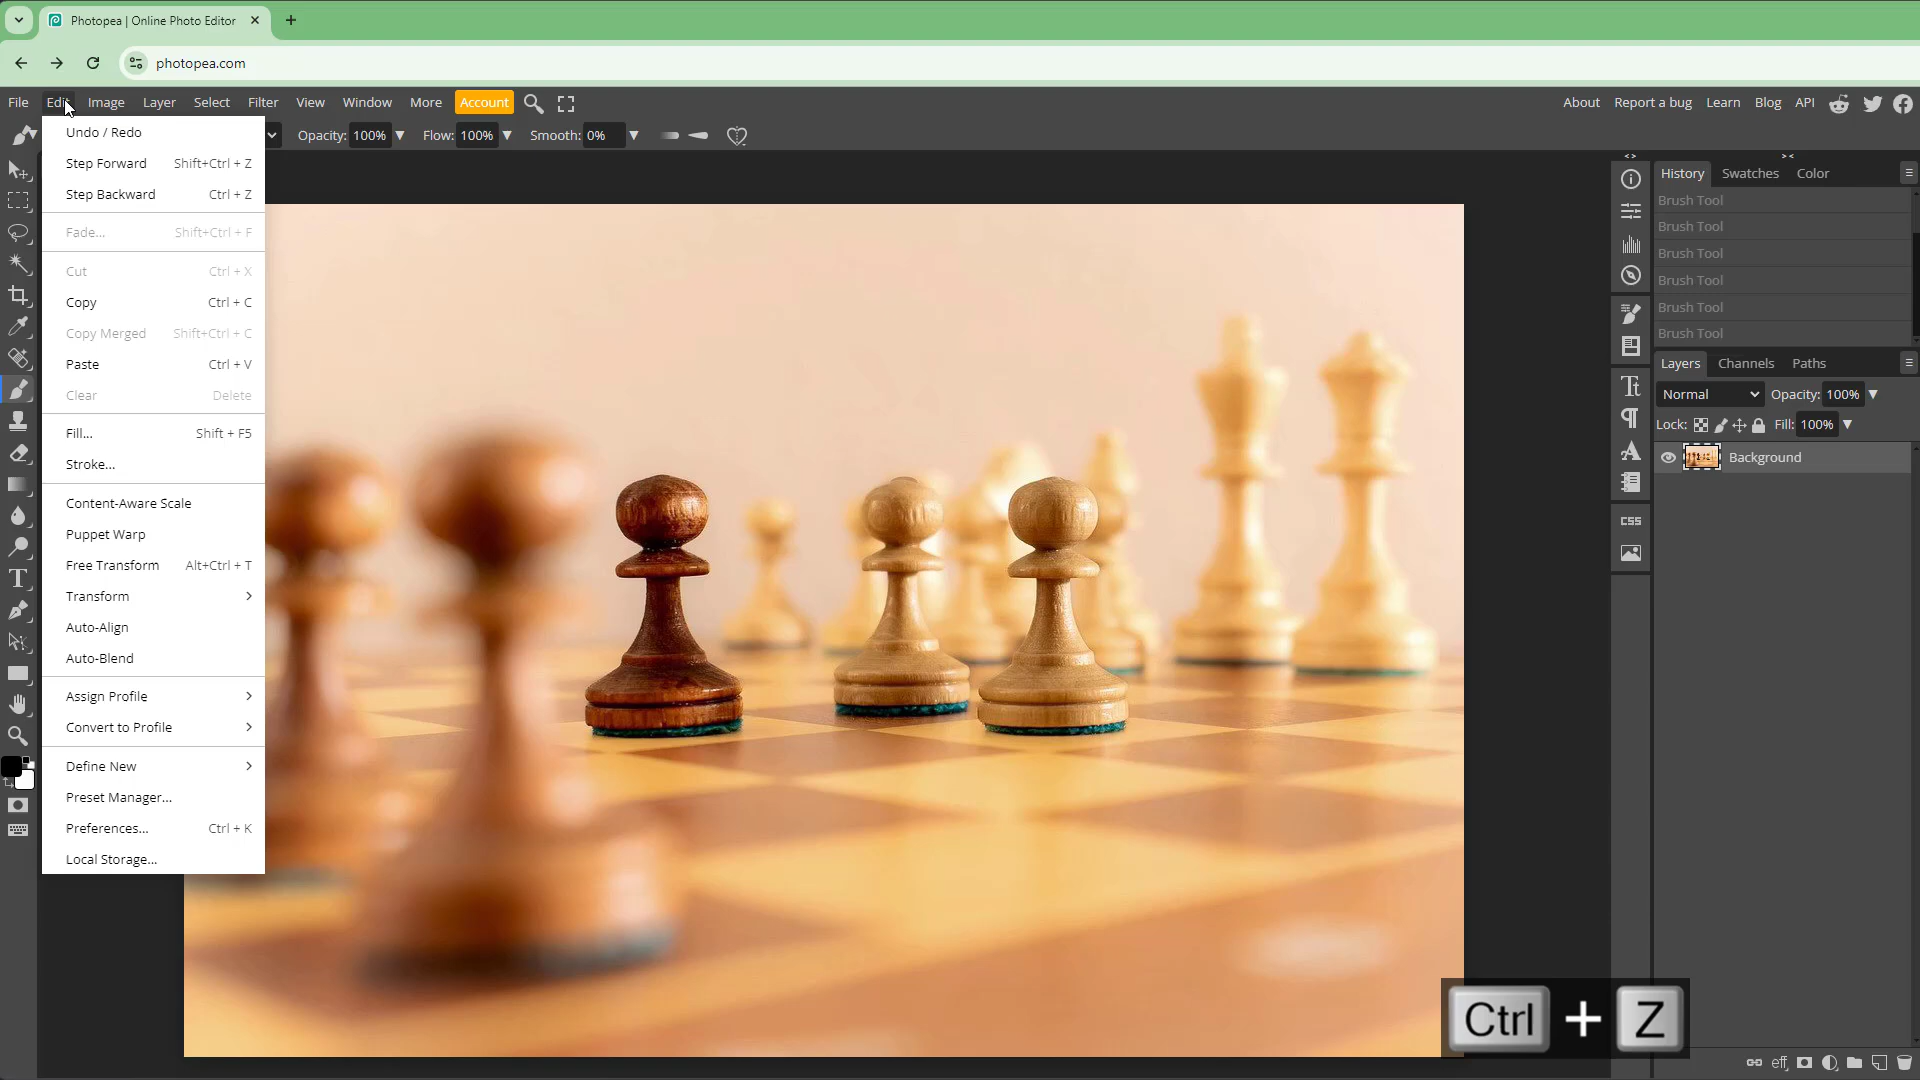 Photopea | Online Photo Editor
photopea.com
File Edit Image Layer Select Filter View Window More Account
About Report a bug Learn Blog API
Opacity: 100% Flow: 100% Smooth: 0%
Undo / Redo
Step Forward Shift+Ctrl + Z
Step Backward Ctrl + Z
Fade... Shift+Ctrl + F
Cut Ctrl + X
Copy Ctrl + C
Copy Merged Shift+Ctrl + C
Paste Ctrl + V
Clear Delete
Fill... Shift + F5
Stroke...
Content-Aware Scale
Puppet Warp
Free Transform Alt+Ctrl + T
Transform
Auto-Align
Auto-Blend
Assign Profile
Convert to Profile
Define New
Preset Manager...
Preferences... Ctrl + K
Local Storage...
History Swatches Color
Brush Tool
Brush Tool
Brush Tool
Brush Tool
Brush Tool
Brush Tool
Layers Channels Paths
Normal Opacity: 100%
Lock: Fill: 100%
Background
CSS
eff
Ctrl + Z